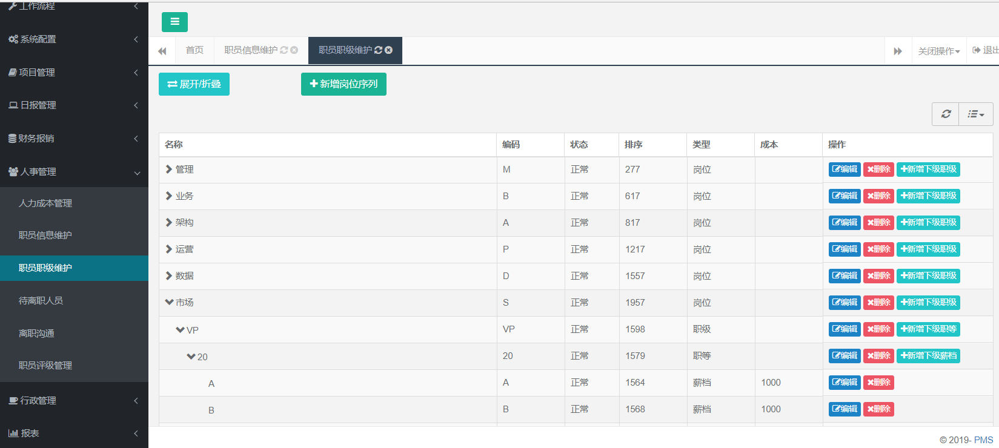 工作流程
系统配置
项目管理
日报管理
财务报销
人事管理
人力成本管理
职员信息维护
职员职级维护
待离职人员
离职沟通
职员评级管理
行政管理
报表
首页 职员信息维护 职员职级维护 关闭操作 退出
展开/折叠 新增岗位序列
名称 编码 状态 排序 类型 成本 操作
管理 M 正常 277 岗位 编辑 删除 新增下级职级
业务 B 正常 617 岗位 编辑 删除 新增下级职级
架构 A 正常 817 岗位 编辑 删除 新增下级职级
运营 P 正常 1217 岗位 编辑 删除 新增下级职级
数据 D 正常 1557 岗位 编辑 删除 新增下级职级
市场 S 正常 1957 岗位 编辑 删除 新增下级职级
VP VP 正常 1598 职级 编辑 删除 新增下级职等
20 20 正常 1579 职等 编辑 删除 新增下级薪档
A A 正常 1564 薪档 1000 编辑 删除
B B 正常 1568 薪档 1000 编辑 删除
© 2019- PMS